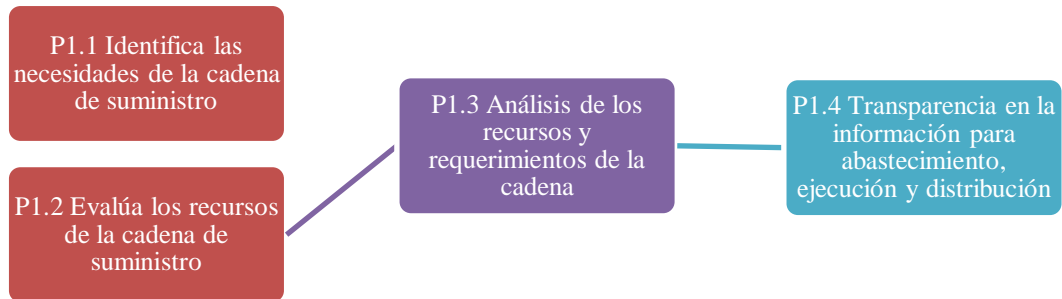 P1.1 Identifica las
necesidades de la cadena
de suministro
P1.2 Evalúa los recursos
de la cadena de
suministro
P1.3 Análisis de los
recursos y
requerimientos de la
cadena
P1.4 Transparencia en la
información para
abastecimiento,
ejecución y distribución